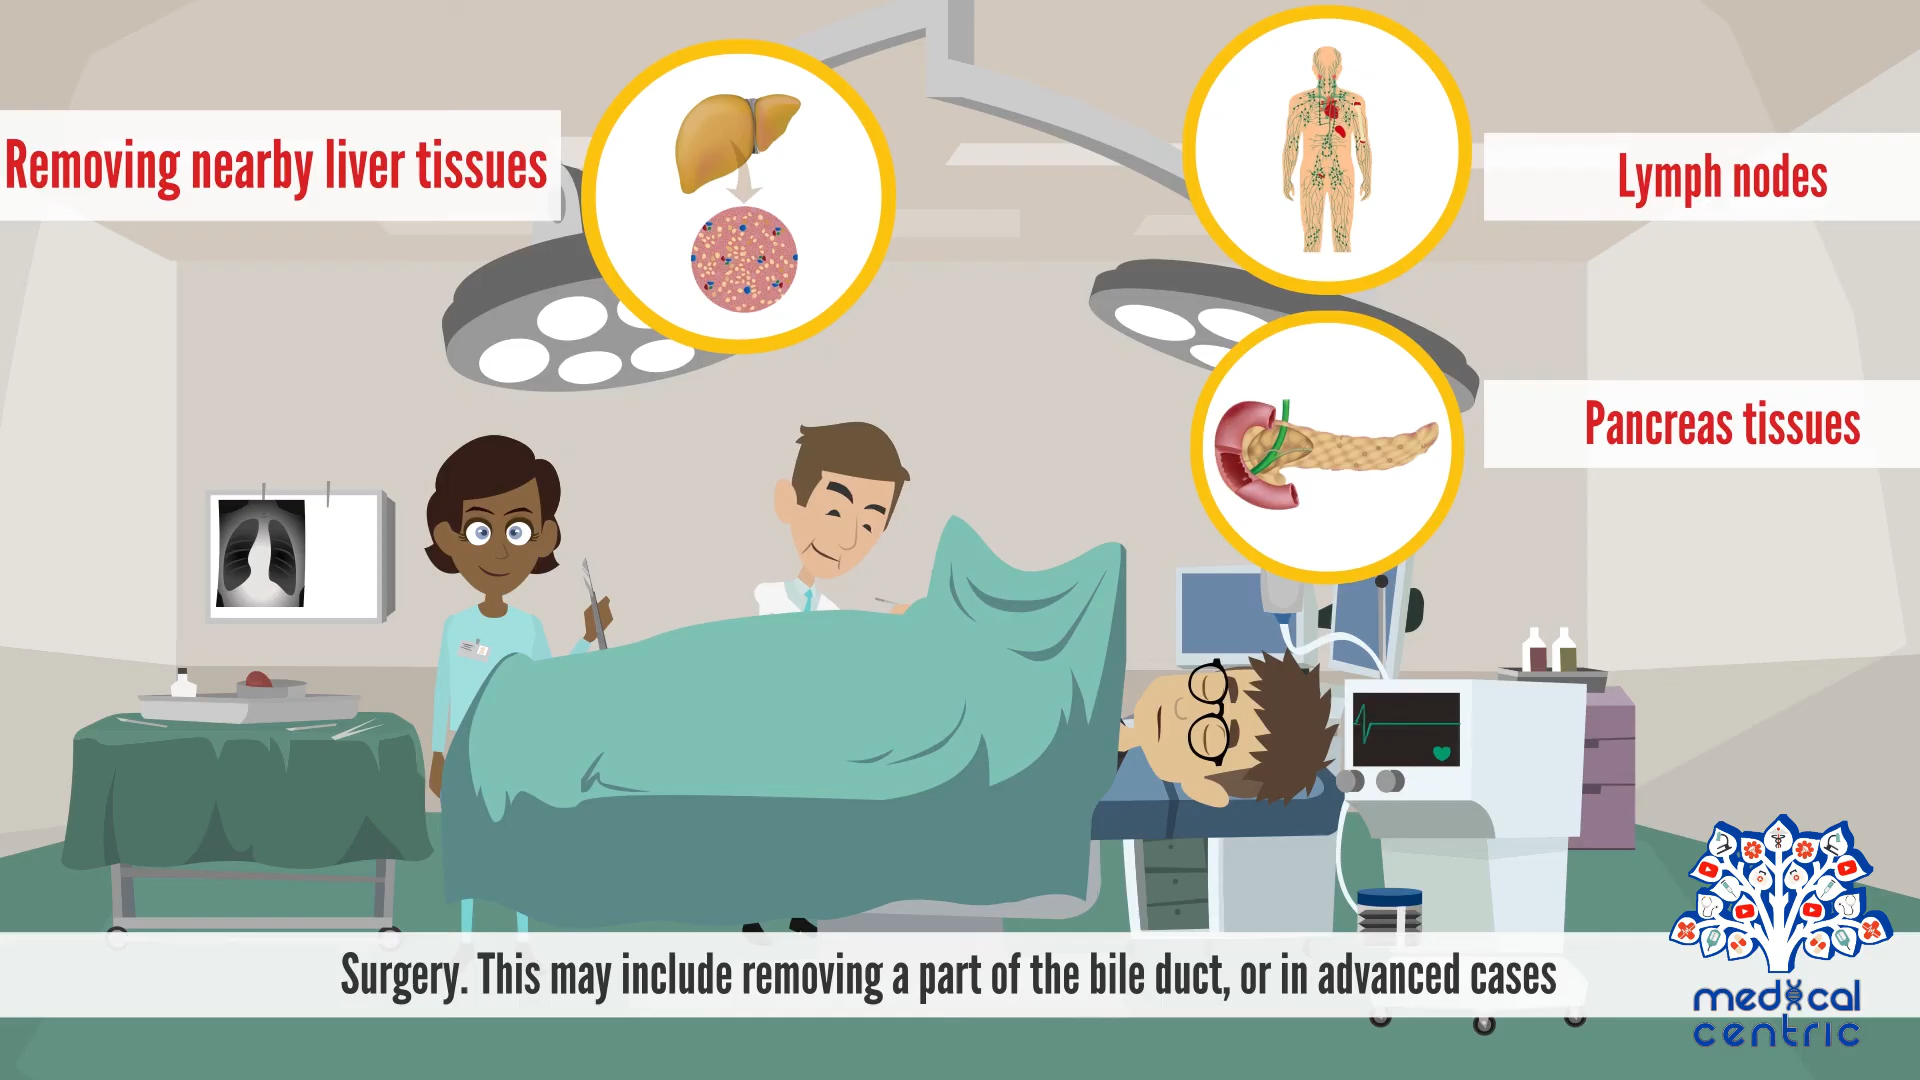 Removing nearby liver tissues
Lymph nodes
Pancreas tissues
Surgery. This may include removing a part of the bile duct, or in advanced cases
medical
centric